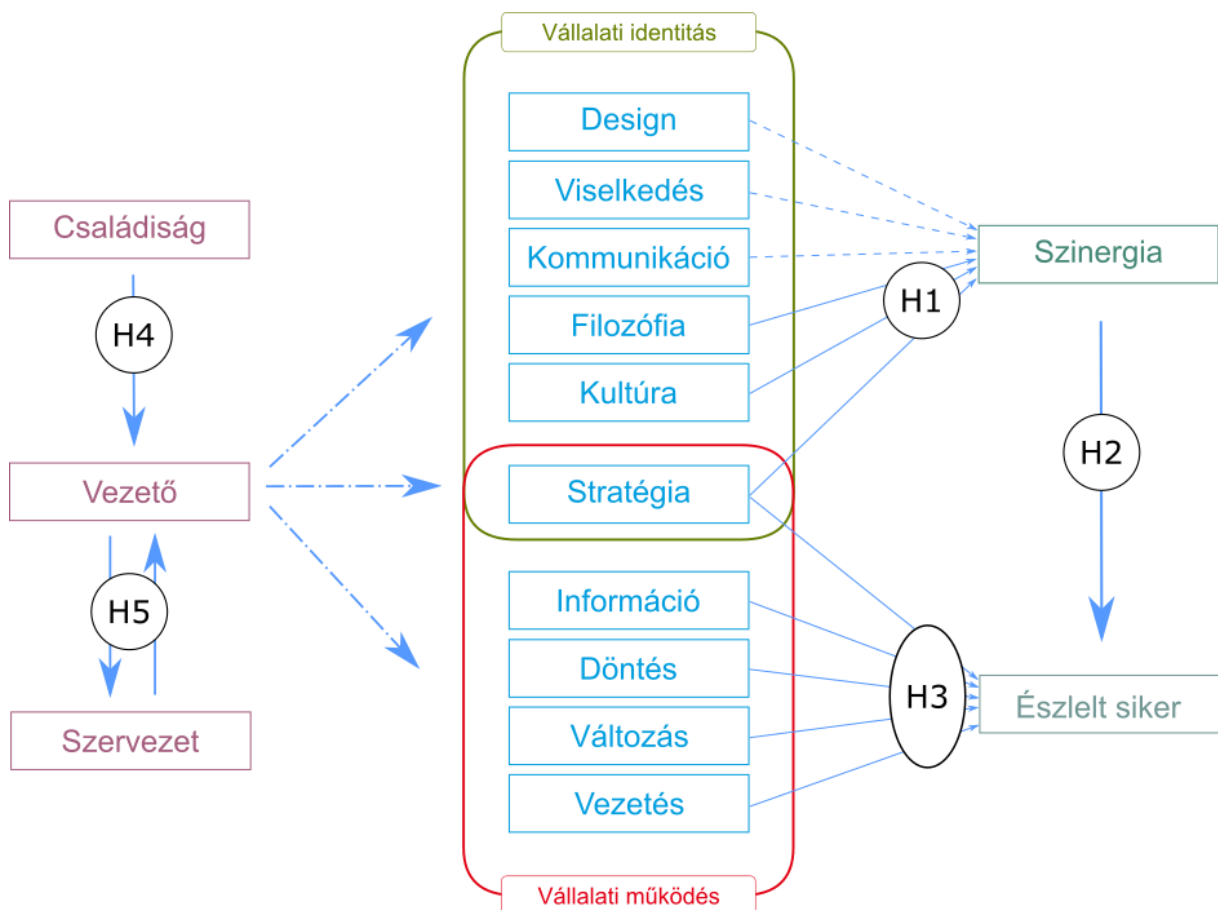 Vállalati identitás
Design
Viselkedés
Családiság
Kommunikáció
Szinergia
H1
Filozófia
H4
Kultúra
H2
Vezető
Stratégia
Információ
H5
Döntés
H3
Észlelt siker
Szervezet
Változás
Vezetés
Vállalati működés